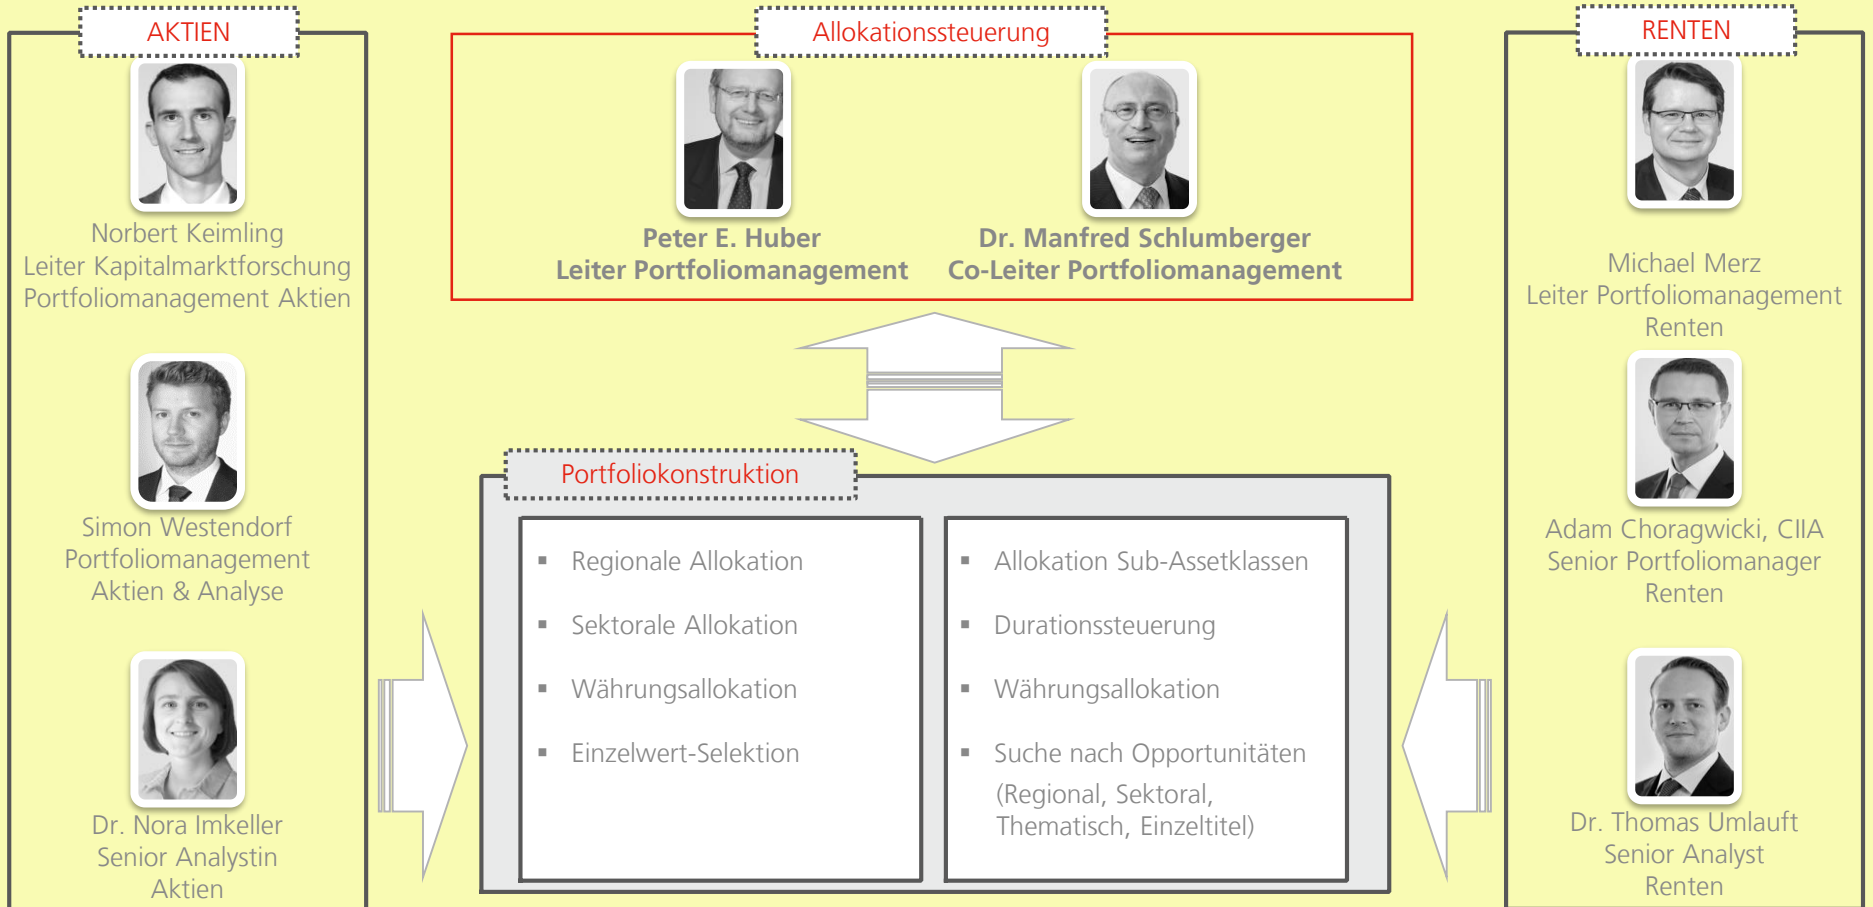 AKTIEN
Norbert Keimling
Leiter Kapitalmarktforschung
Portfoliomanagement Aktien
Simon Westendorf
Portfoliomanagement
Aktien & Analyse
Dr. Nora Imkeller
Senior Analystin
Aktien
Allokationssteuerung
Peter E. Huber
Leiter Portfoliomanagement
Dr. Manfred Schlumberger
Co-Leiter Portfoliomanagement
Portfoliokonstruktion
▪ Regionale Allokation
▪ Sektorale Allokation
▪ Währungsallokation
▪ Einzelwert-Selektion
▪ Allokation Sub-Assetklassen
▪ Durationssteuerung
▪ Währungsallokation
▪ Suche nach Opportunitäten
(Regional, Sektoral,
Thematisch, Einzeltitel)
RENTEN
Michael Merz
Leiter Portfoliomanagement
Renten
Adam Choragwicki, CIIA
Senior Portfoliomanager
Renten
Dr. Thomas Umlauft
Senior Analyst
Renten